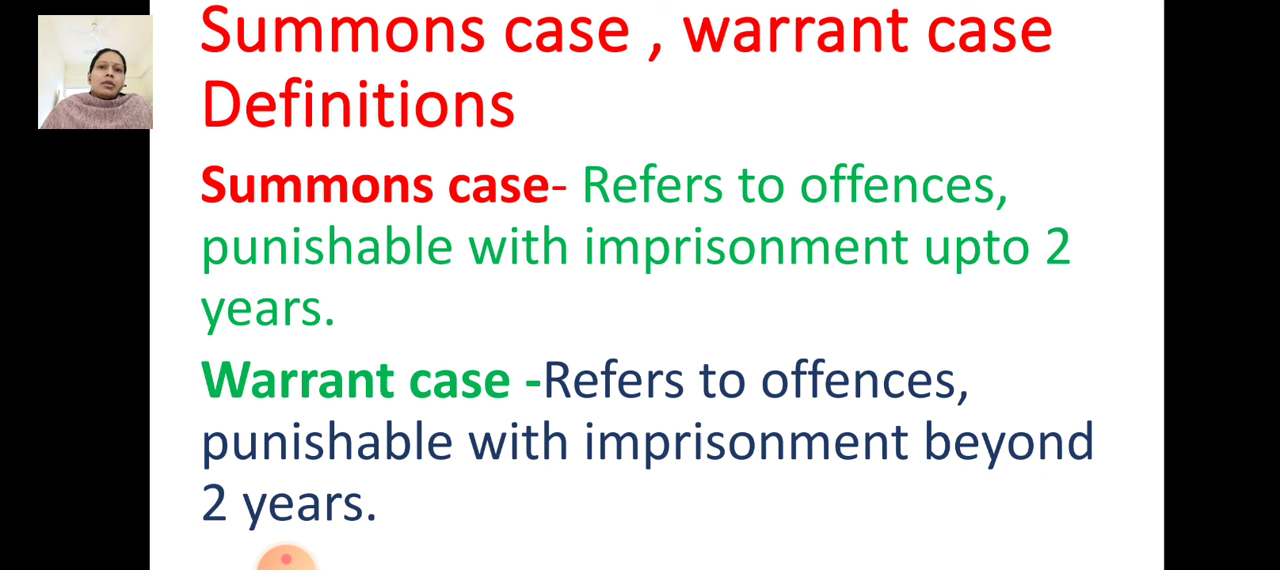 Summons case , warrant case
Definitions
Summons case- Refers to offences,
punishable with imprisonment upto 2
years.
Warrant case -Refers to offences,
punishable with imprisonment beyond
2 years.